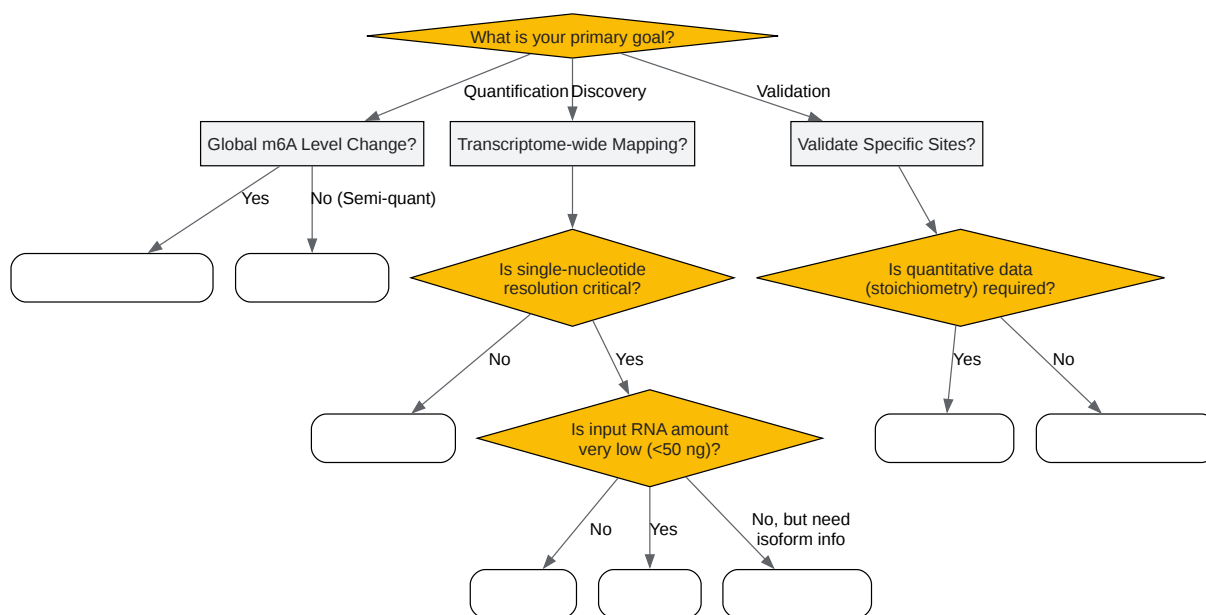 What is your primary goal?
Quantification
Discovery
Validation
Global m6A Level Change?
Transcriptome-wide Mapping?
Validate Specific Sites?
Yes
No (Semi-quant)
Is single-nucleotide
resolution critical?
Is quantitative data
(stoichiometry) required?
No
Yes
Yes
No
Is input RNA amount
very low (<50 ng)?
No
Yes
No, but need
isoform info